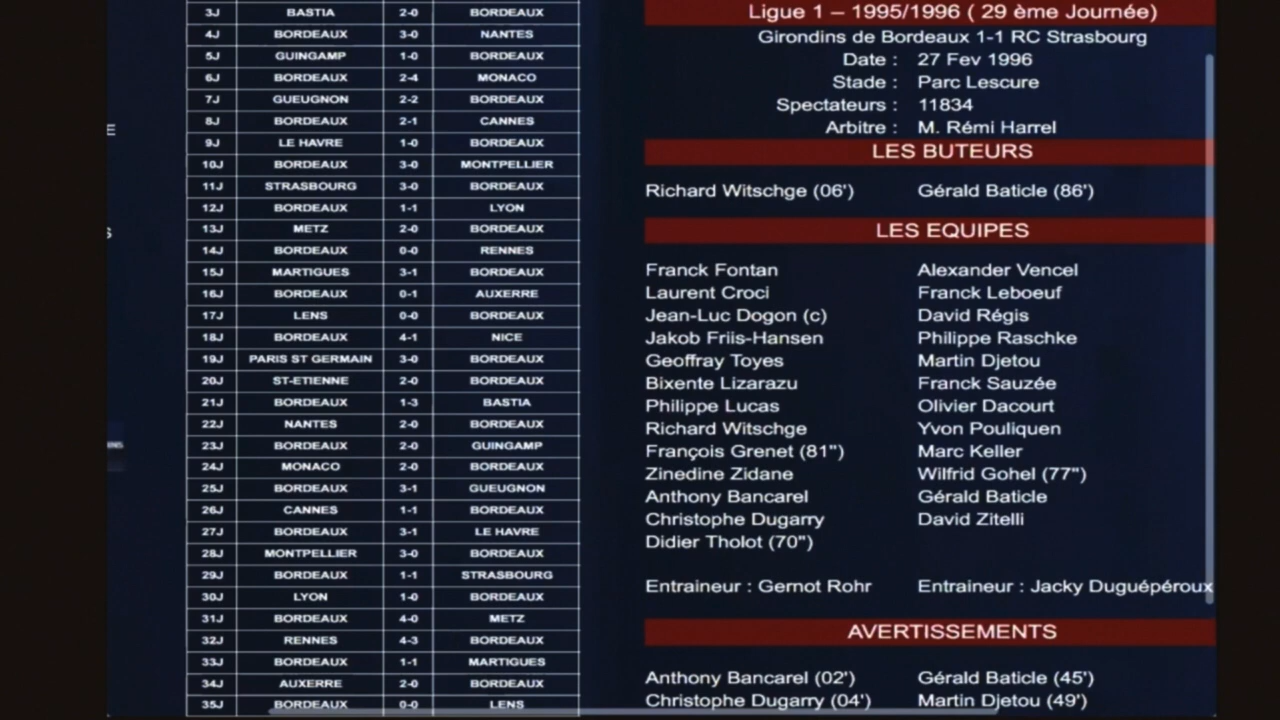 3J BASTIA 2-0 BORDEAUX
4J BORDEAUX 3-0 NANTES
5J GUINGAMP 1-0 BORDEAUX
6J BORDEAUX 2-4 MONACO
7J GUEUGNON 2-2 BORDEAUX
8J BORDEAUX 2-1 CANNES
9J LE HAVRE 1-0 BORDEAUX
10J BORDEAUX 3-0 MONTPELLIER
11J STRASBOURG 3-0 BORDEAUX
12J BORDEAUX 1-1 LYON
13J METZ 2-0 BORDEAUX
14J BORDEAUX 0-0 RENNES
15J MARTIGUES 3-1 BORDEAUX
16J BORDEAUX 0-1 AUXERRE
17J LENS 0-0 BORDEAUX
18J BORDEAUX 4-1 NICE
19J PARIS ST GERMAIN 3-0 BORDEAUX
20J ST-ETIENNE 2-0 BORDEAUX
21J BORDEAUX 1-3 BASTIA
22J NANTES 2-0 BORDEAUX
23J BORDEAUX 2-0 GUINGAMP
24J MONACO 2-0 BORDEAUX
25J BORDEAUX 3-1 GUEUGNON
26J CANNES 1-1 BORDEAUX
27J BORDEAUX 3-1 LE HAVRE
28J MONTPELLIER 3-0 BORDEAUX
29J BORDEAUX 1-1 STRASBOURG
30J LYON 1-0 BORDEAUX
31J BORDEAUX 4-0 METZ
32J RENNES 4-3 BORDEAUX
33J BORDEAUX 1-1 MARTIGUES
34J AUXERRE 2-0 BORDEAUX
35J BORDEAUX 0-0 LENS
Ligue 1 – 1995/1996 ( 29 ème Journée)
Girondins de Bordeaux 1-1 RC Strasbourg
Date : 27 Fev 1996
Stade : Parc Lescure
Spectateurs : 11834
Arbitre : M. Rémi Harrel
LES BUTEURS
Richard Witschge (06') Gérald Baticle (86')
LES EQUIPES
Franck Fontan Alexander Vencel
Laurent Croci Franck Leboeuf
Jean-Luc Dogon (c) David Régis
Jakob Friis-Hansen Philippe Raschke
Geoffray Toyes Martin Djetou
Bixente Lizarazu Franck Sauzée
Philippe Lucas Olivier Dacourt
Richard Witschge Yvon Pouliquen
François Grenet (81") Marc Keller
Zinedine Zidane Wilfrid Gohel (77")
Anthony Bancarel Gérald Baticle
Christophe Dugarry David Zitelli
Didier Tholot (70")
Entraineur : Gernot Rohr Entraineur : Jacky Duguépéroux
AVERTISSEMENTS
Anthony Bancarel (02') Gérald Baticle (45')
Christophe Dugarry (04') Martin Djetou (49')